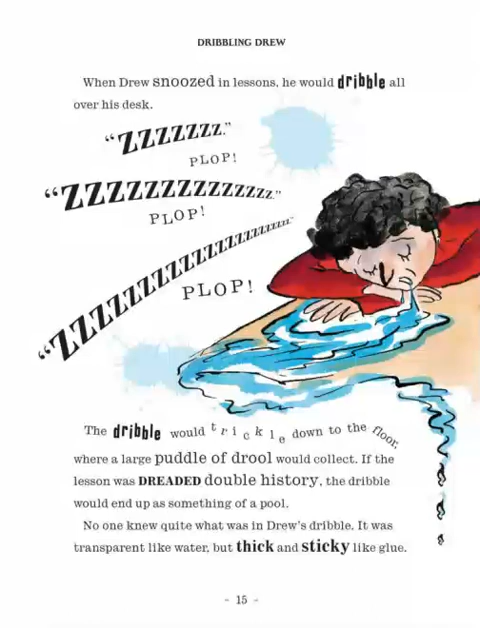 DRIBBLING DREW
When Drew snoozed in lessons, he would dribble all
over his desk.
“ZZZZZZZ.”
PLOP!
“ZZZZZZZZZZZZZZ.”
PLOP!
“ZZZZZZZZZZZZZZZZZZZZZZZ.”
PLOP!
The dribble would trickle down to the floor,
where a large puddle of drool would collect. If the
lesson was DREADED double history, the dribble
would end up as something of a pool.
No one knew quite what was in Drew's dribble. It was
transparent like water, but thick and sticky like glue.
- 15 -